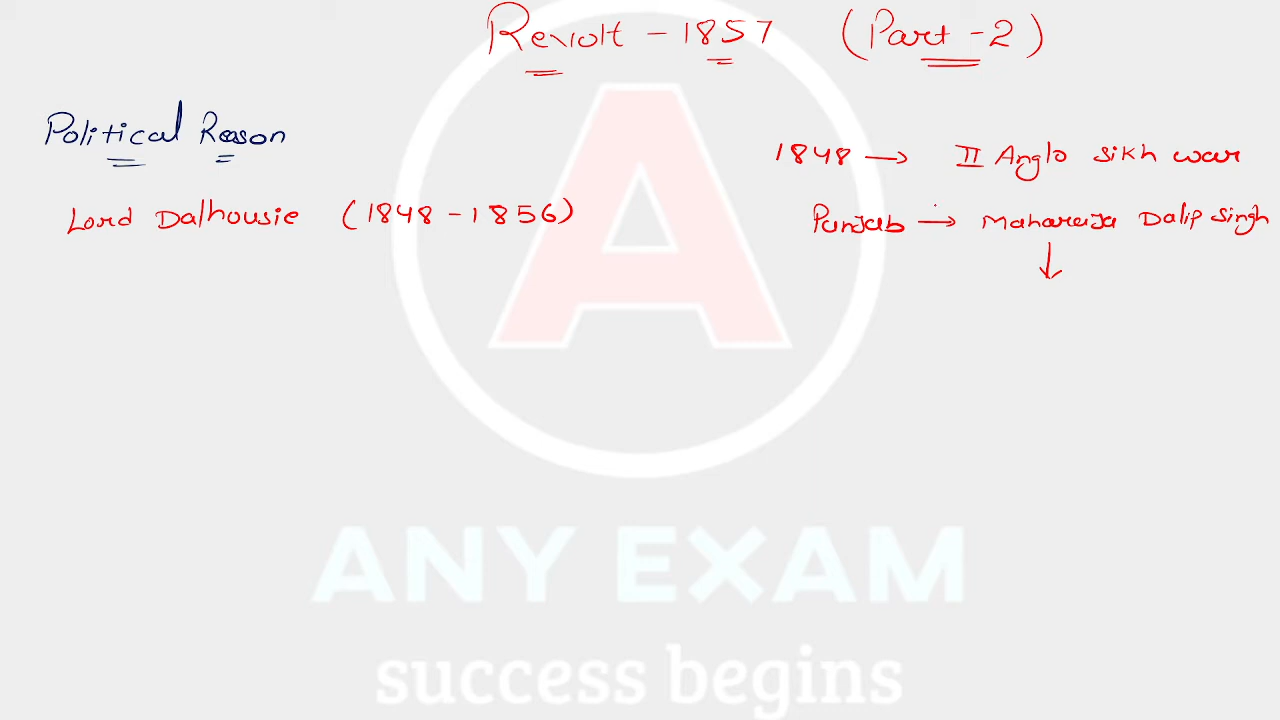 Revolt - 1857 (Part - 2)
Political Reason
Lord Dalhousie (1848 - 1856)
1848 → II Anglo Sikh war
Punjab → Maharaja Dalip Singh
↓
A
ANY EXAM
success begins